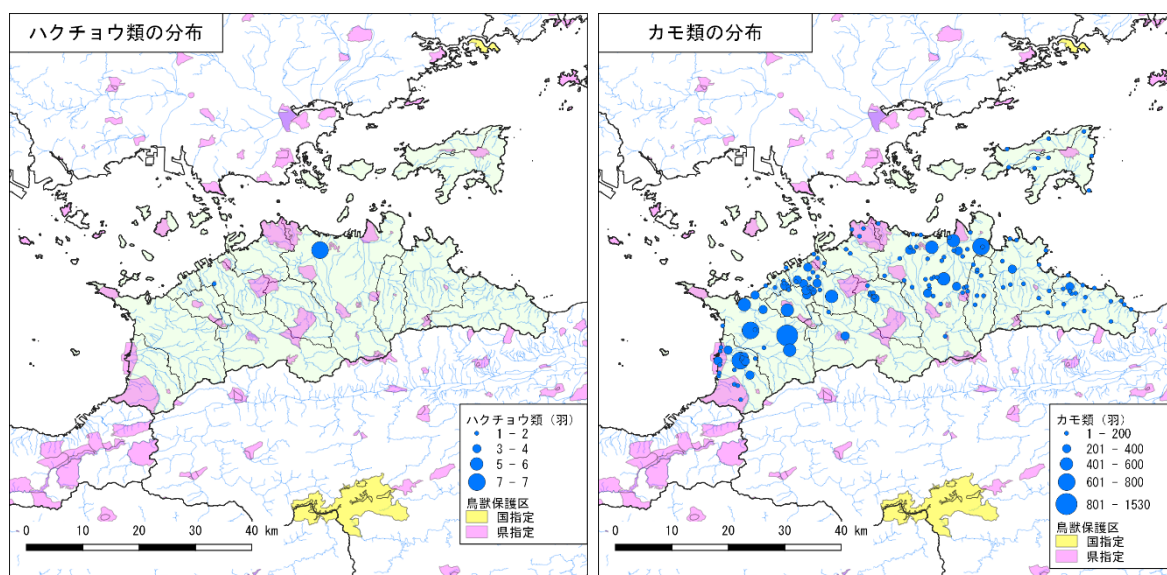 ハクチョウ類の分布
ハクチョウ類（羽）
1 - 2
3 - 4
5 - 6
7 - 7
鳥獣保護区
国指定
県指定
0 10 20 40 km
カモ類の分布
カモ類（羽）
1 - 200
201 - 400
401 - 600
601 - 800
801 - 1530
鳥獣保護区
国指定
県指定
0 10 20 40 km